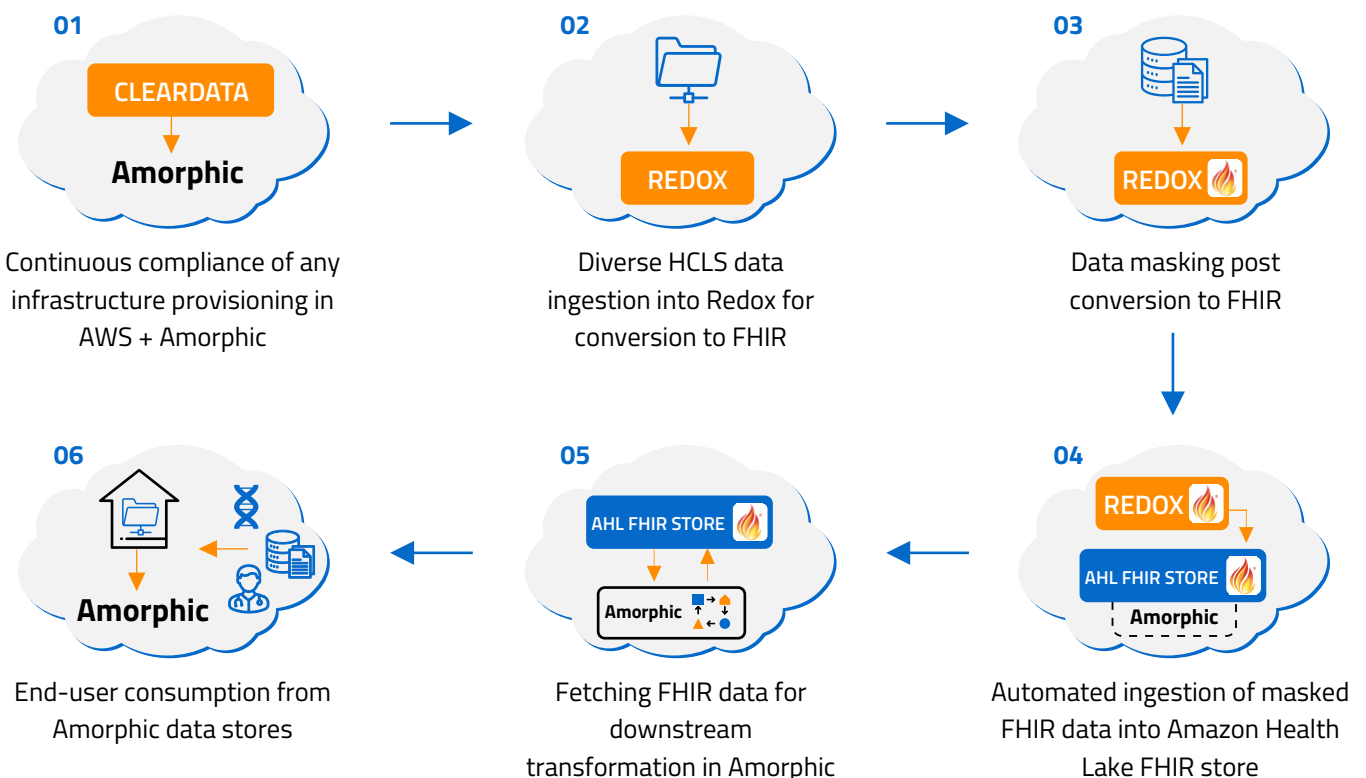 01
CLEARDATA
Amorphic
Continuous compliance of any
infrastructure provisioning in
AWS + Amorphic
02
REDOX
Diverse HCLS data
ingestion into Redox for
conversion to FHIR
03
REDOX
Data masking post
conversion to FHIR
04
REDOX
AHL FHIR STORE
Amorphic
Automated ingestion of masked
FHIR data into Amazon Health
Lake FHIR store
05
AHL FHIR STORE
Amorphic
Fetching FHIR data for
downstream
transformation in Amorphic
06
Amorphic
End-user consumption from
Amorphic data stores